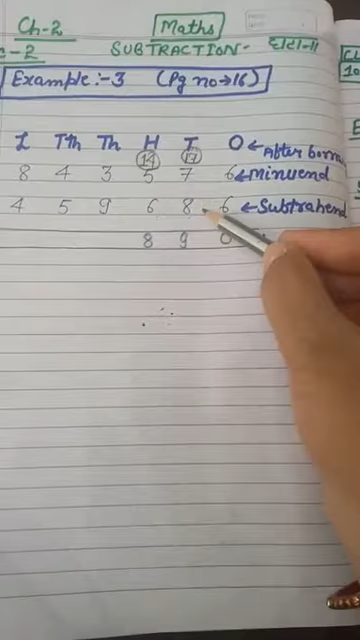 Ch-2 Maths
SUBTRACTION-
Example:-3 (Pg no→16)
L Tth Th H T O ←After borrow
14 17
8 4 3 5 7 6 ←Minuend
4 5 9 6 8 6 ←Subtrahend
8 9 0